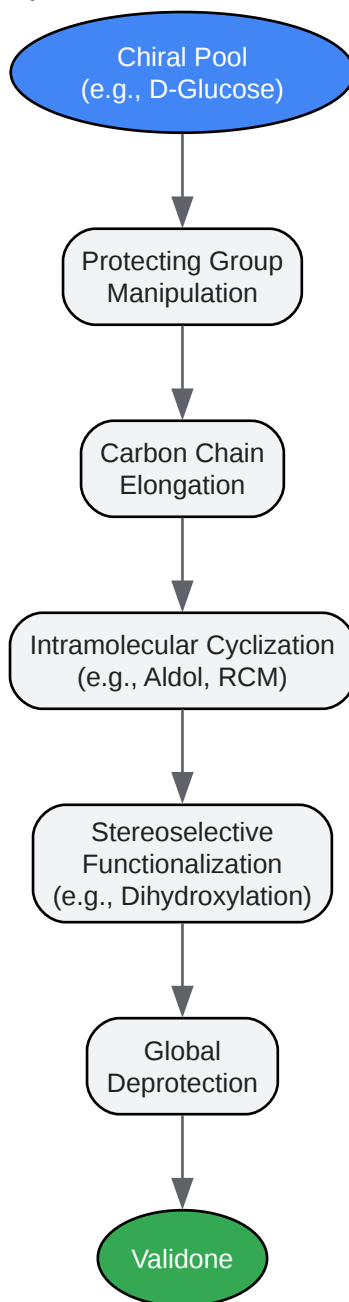 Chiral Pool
(e.g., D-Glucose)
Protecting Group
Manipulation
Carbon Chain
Elongation
Intramolecular Cyclization
(e.g., Aldol, RCM)
Stereoselective
Functionalization
(e.g., Dihydroxylation)
Global
Deprotection
Validone